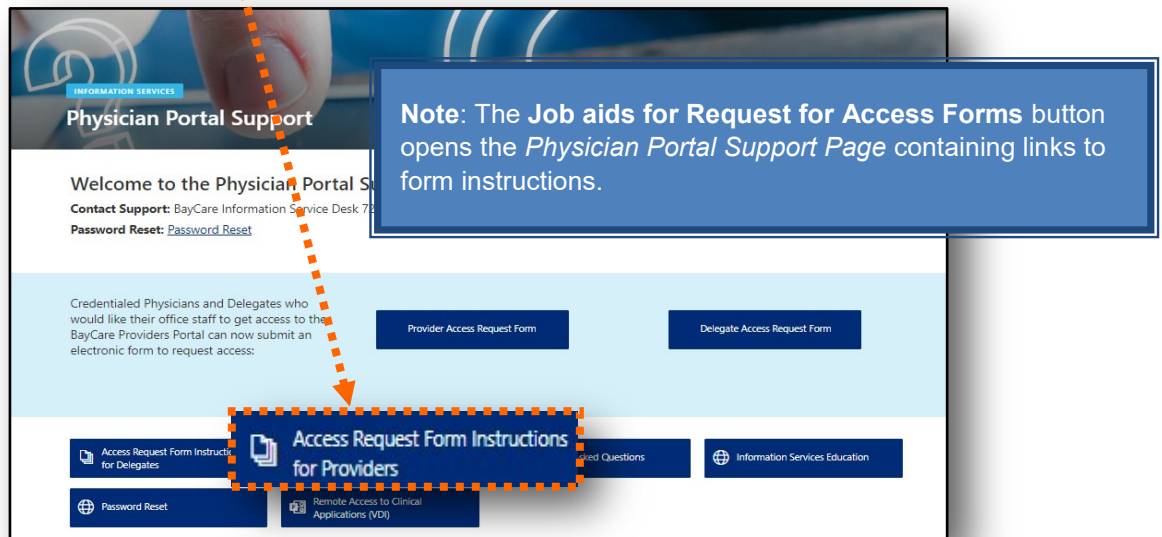 INFORMATION SERVICES
Physician Portal Support
Note: The Job aids for Request for Access Forms button
opens the Physician Portal Support Page containing links to
form instructions.
Welcome to the Physician Portal
Contact Support: BayCare Information Service Desk
Password Reset: Password Reset
Credentialed Physicians and Delegates who
would like their office staff to get access to the
BayCare Providers Portal can now submit an
electronic form to request access:
Provider Access Request Form
Delegate Access Request Form
Access Request Form
for Delegates
Access Request Form Instructions
for Providers
Questions
Information Services Education
Password Reset
Remote Access to Clinical
Applications (VDI)